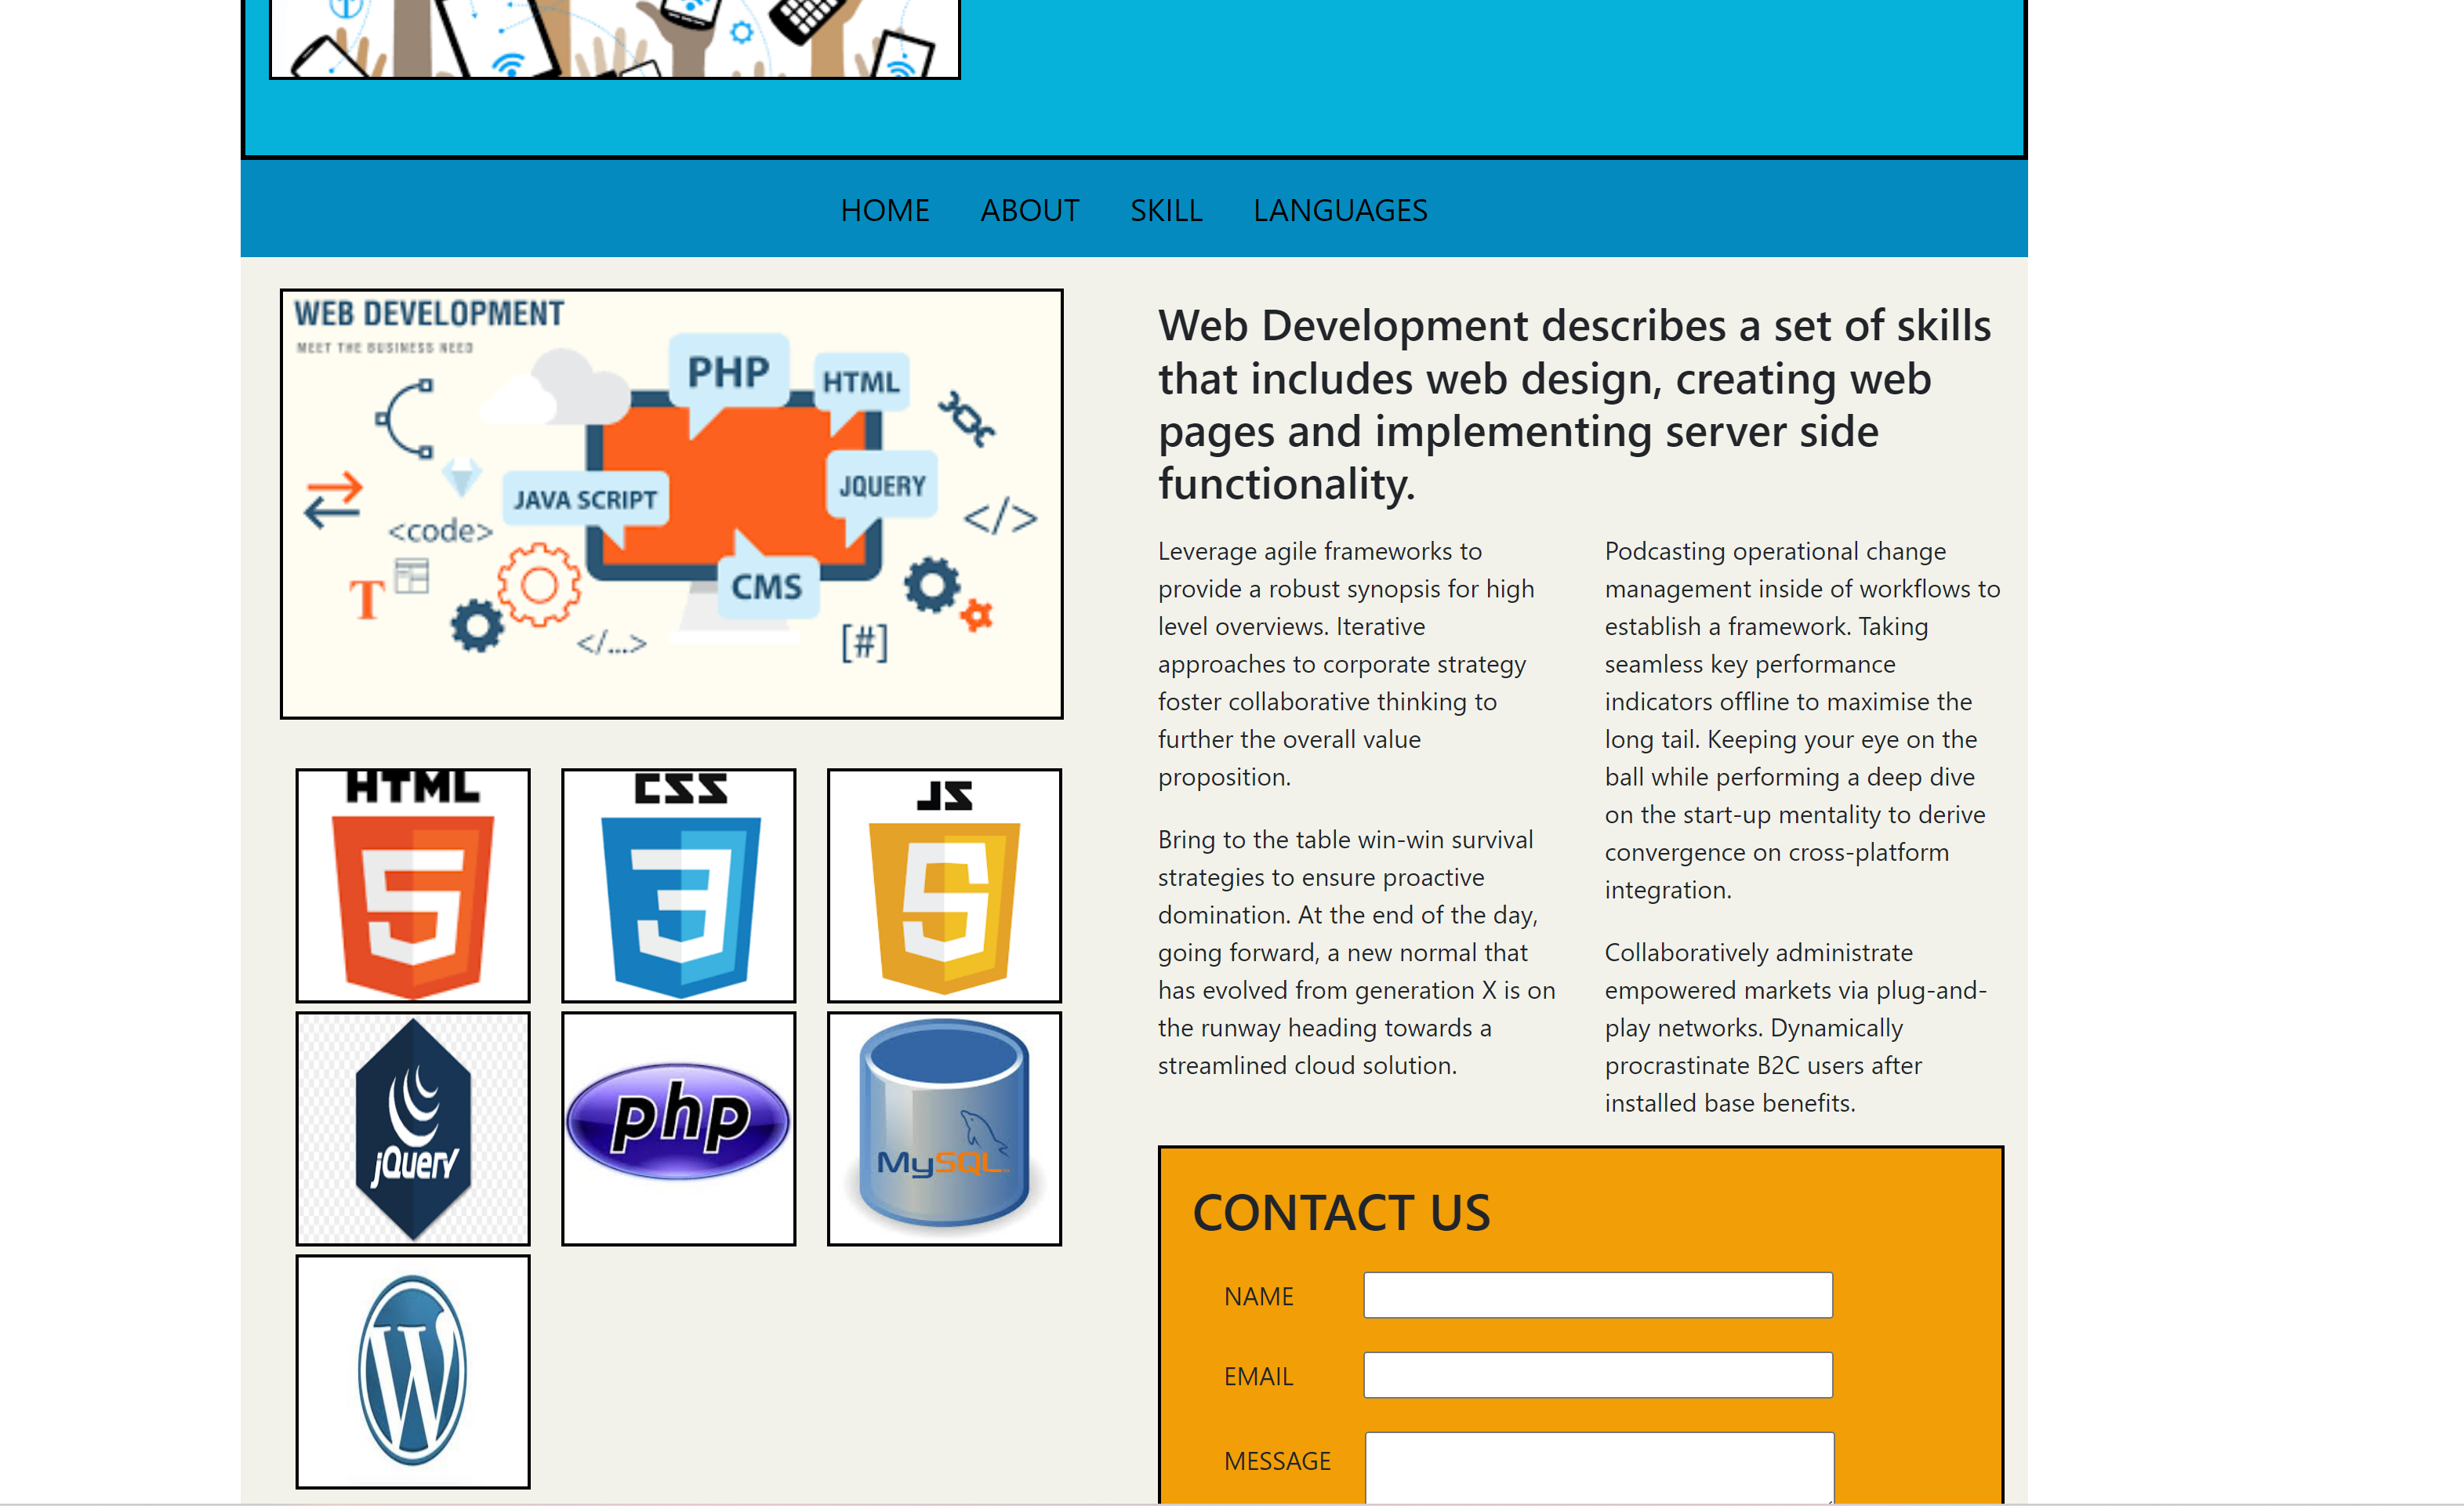 HOME ABOUT SKILL LANGUAGES
WEB DEVELOPMENT
MEET THE BUSINESS NEED
PHP
HTML
JAVA SCRIPT
JQUERY
<code>
</>
T
CMS
</...>
[#]
HTML
5
CSS
3
JS
5
jQuery
php
MySQL
W
Web Development describes a set of skills
that includes web design, creating web
pages and implementing server side
functionality.
Leverage agile frameworks to
provide a robust synopsis for high
level overviews. Iterative
approaches to corporate strategy
foster collaborative thinking to
further the overall value
proposition.
Bring to the table win-win survival
strategies to ensure proactive
domination. At the end of the day,
going forward, a new normal that
has evolved from generation X is on
the runway heading towards a
streamlined cloud solution.
Podcasting operational change
management inside of workflows to
establish a framework. Taking
seamless key performance
indicators offline to maximise the
long tail. Keeping your eye on the
ball while performing a deep dive
on the start-up mentality to derive
convergence on cross-platform
integration.
Collaboratively administrate
empowered markets via plug-and-
play networks. Dynamically
procrastinate B2C users after
installed base benefits.
CONTACT US
NAME
EMAIL
MESSAGE